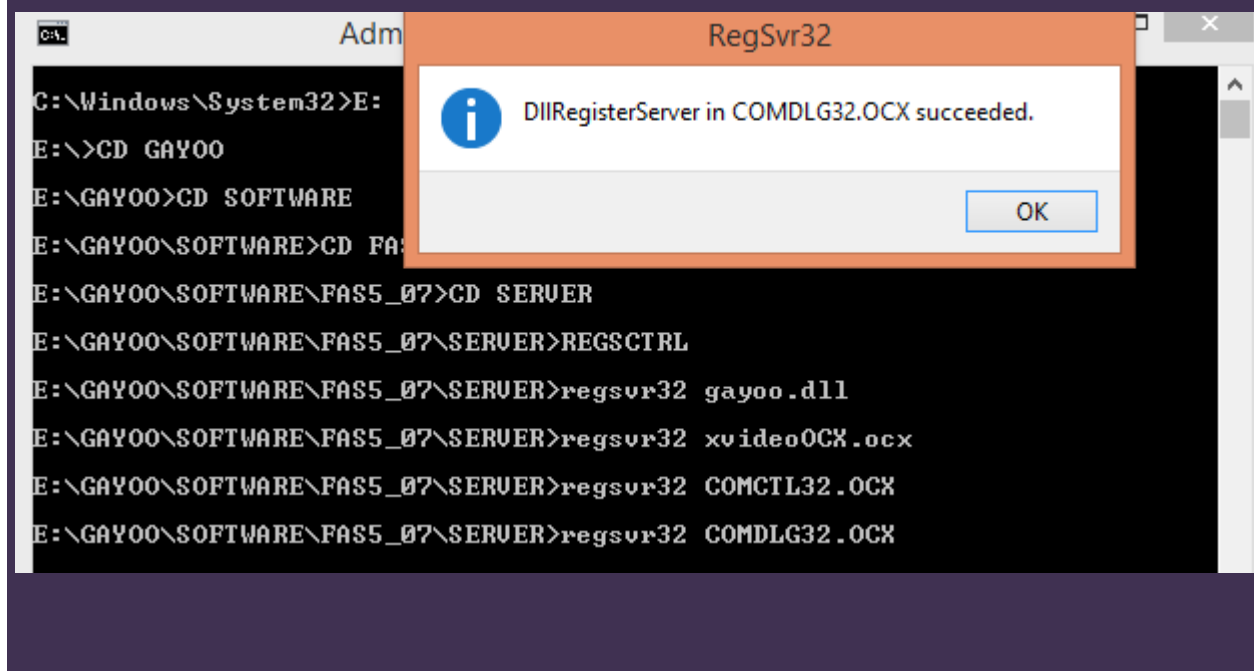 C:\.
Adm
RegSvr32
C:\Windows\System32>E:
DllRegisterServer in COMDLG32.OCX succeeded.
E:\>CD GAYOO
E:\GAYOO>CD SOFTWARE
OK
E:\GAYOO\SOFTWARE>CD FA
E:\GAYOO\SOFTWARE\FAS5_07>CD SERVER
E:\GAYOO\SOFTWARE\FAS5_07\SERVER>REGSCTRL
E:\GAYOO\SOFTWARE\FAS5_07\SERVER>regsvr32 gayoo.dll
E:\GAYOO\SOFTWARE\FAS5_07\SERVER>regsvr32 xvideoOCX.ocx
E:\GAYOO\SOFTWARE\FAS5_07\SERVER>regsvr32 COMCTL32.OCX
E:\GAYOO\SOFTWARE\FAS5_07\SERVER>regsvr32 COMDLG32.OCX